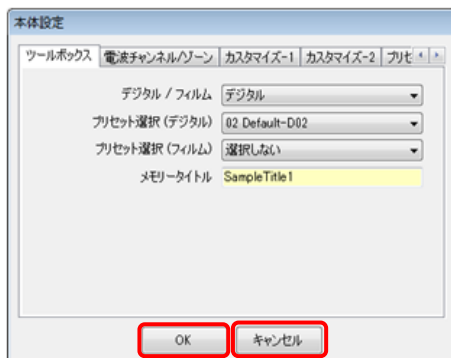 本体設定
ツールボックス 電波チャンネル/ゾーン カスタマイズ-1 カスタマイズ-2 プリセ
デジタル / フィルム デジタル
プリセット選択(デジタル) 02 Default-D02
プリセット選択(フィルム) 選択しない
メモリータイトル SampleTitle1
OK キャンセル